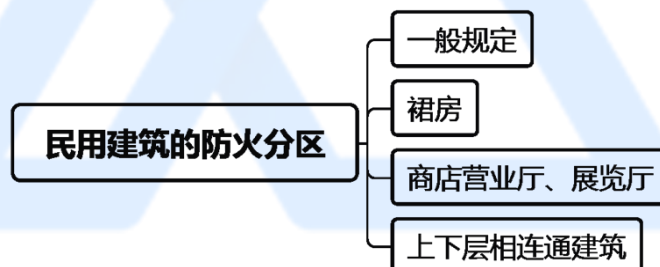 一般规定
裙房
民用建筑的防火分区
商店营业厅、展览厅
上下层相连通建筑